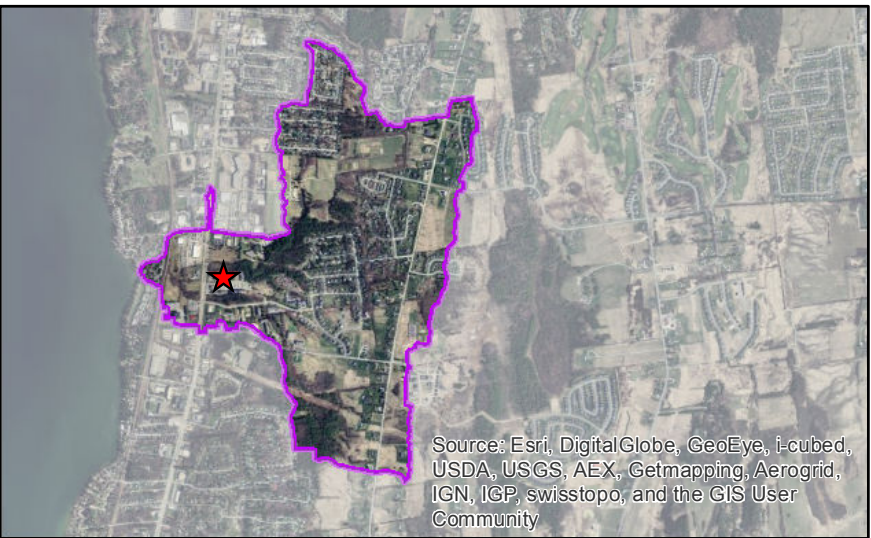 Source: Esri, DigitalGlobe, GeoEye, i-cubed,
USDA, USGS, AEX, Getmapping, Aerogrid,
IGN, IGP, swisstopo, and the GIS User
Community